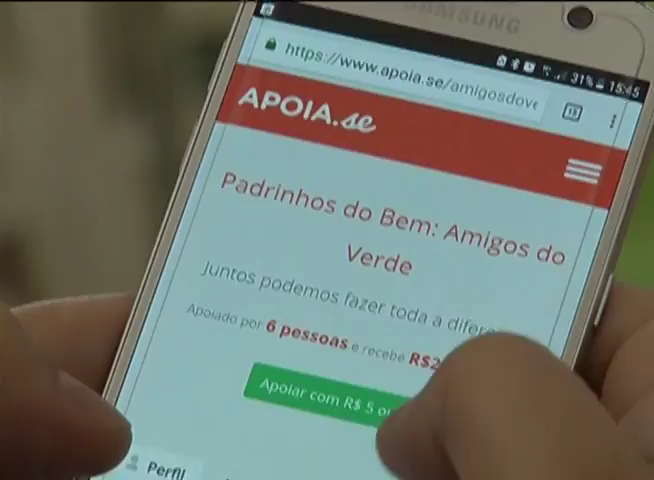 SAMSUNG
31% 15:45
https://www.apoia.se/amigosdove
APOIA.se
Padrinhos do Bem: Amigos do
Verde
Juntos podemos fazer toda a difere
Apoiado por 6 pessoas e recebe R$2
Apoiar com R$ 5 ou
Perfil